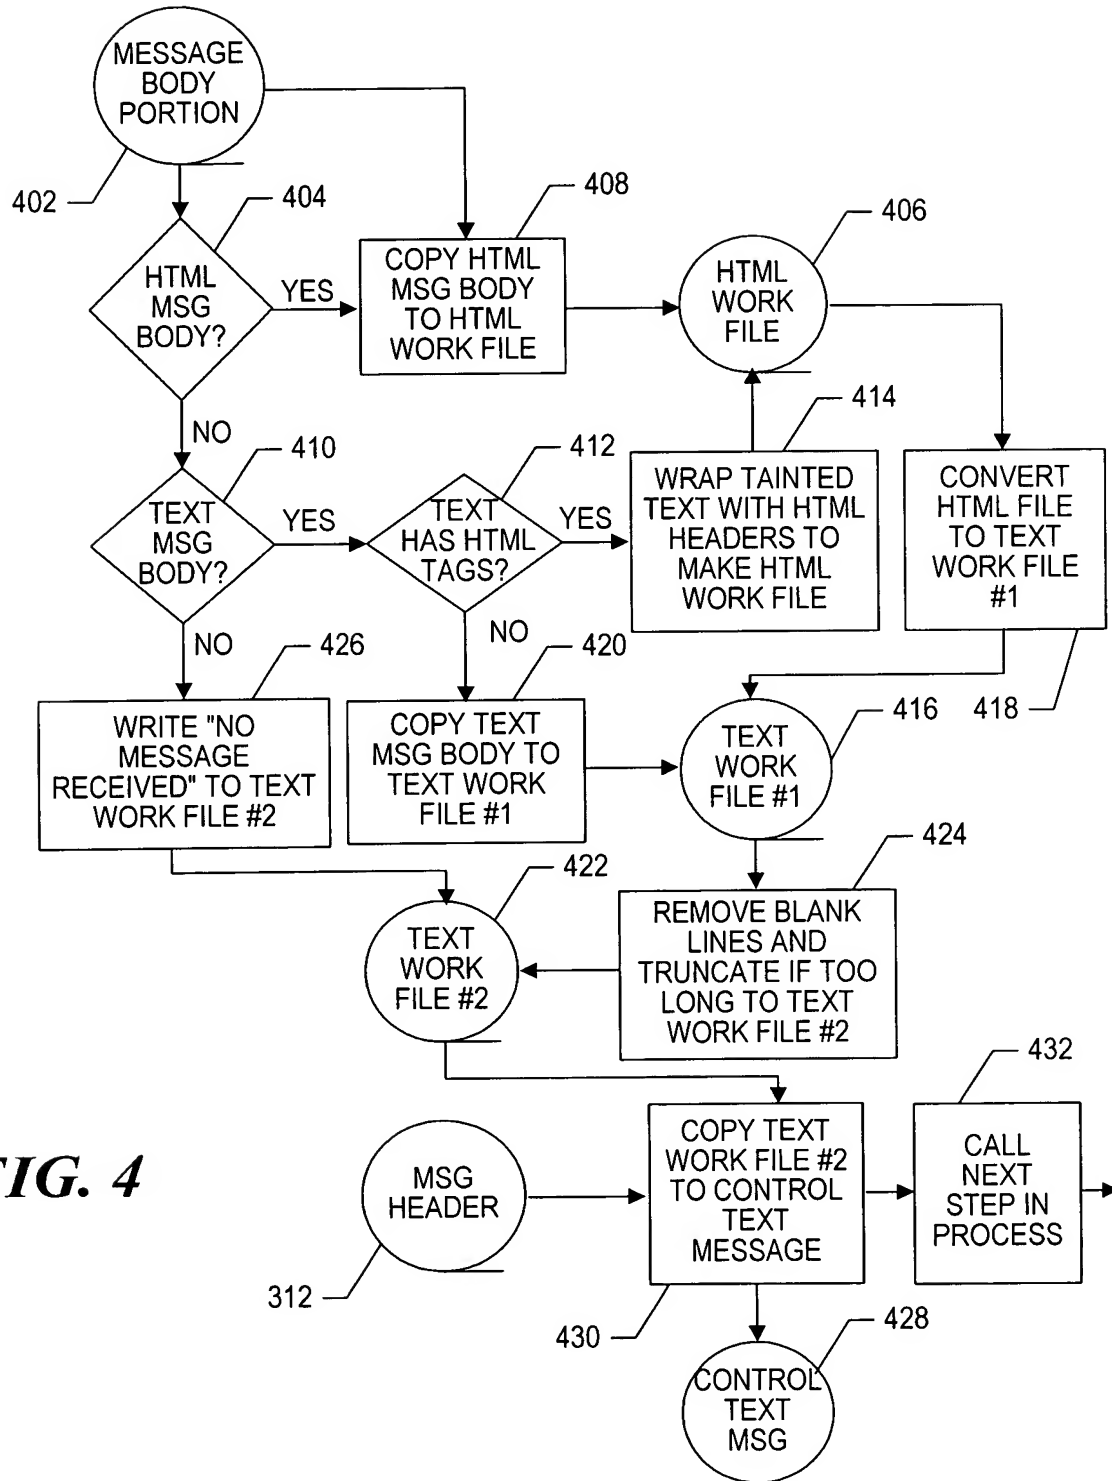 MESSAGE
BODY
PORTION
402
404
408
406
HTML
MSG
BODY?
YES
COPY HTML
MSG BODY
TO HTML
WORK FILE
HTML
WORK
FILE
NO
410
412
414
TEXT
MSG
BODY?
YES
TEXT
HAS HTML
TAGS?
YES
WRAP TAINTED
TEXT WITH HTML
HEADERS TO
MAKE HTML
WORK FILE
CONVERT
HTML FILE
TO TEXT
WORK FILE
#1
NO
NO
426
420
416
418
WRITE "NO
MESSAGE
RECEIVED" TO TEXT
WORK FILE #2
COPY TEXT
MSG BODY TO
TEXT WORK
FILE #1
TEXT
WORK
FILE #1
422
424
TEXT
WORK
FILE #2
REMOVE BLANK
LINES AND
TRUNCATE IF TOO
LONG TO TEXT
WORK FILE #2
432
FIG. 4
MSG
HEADER
COPY TEXT
WORK FILE #2
TO CONTROL
TEXT
MESSAGE
CALL
NEXT
STEP IN
PROCESS
312
430
428
CONTROL
TEXT
MSG